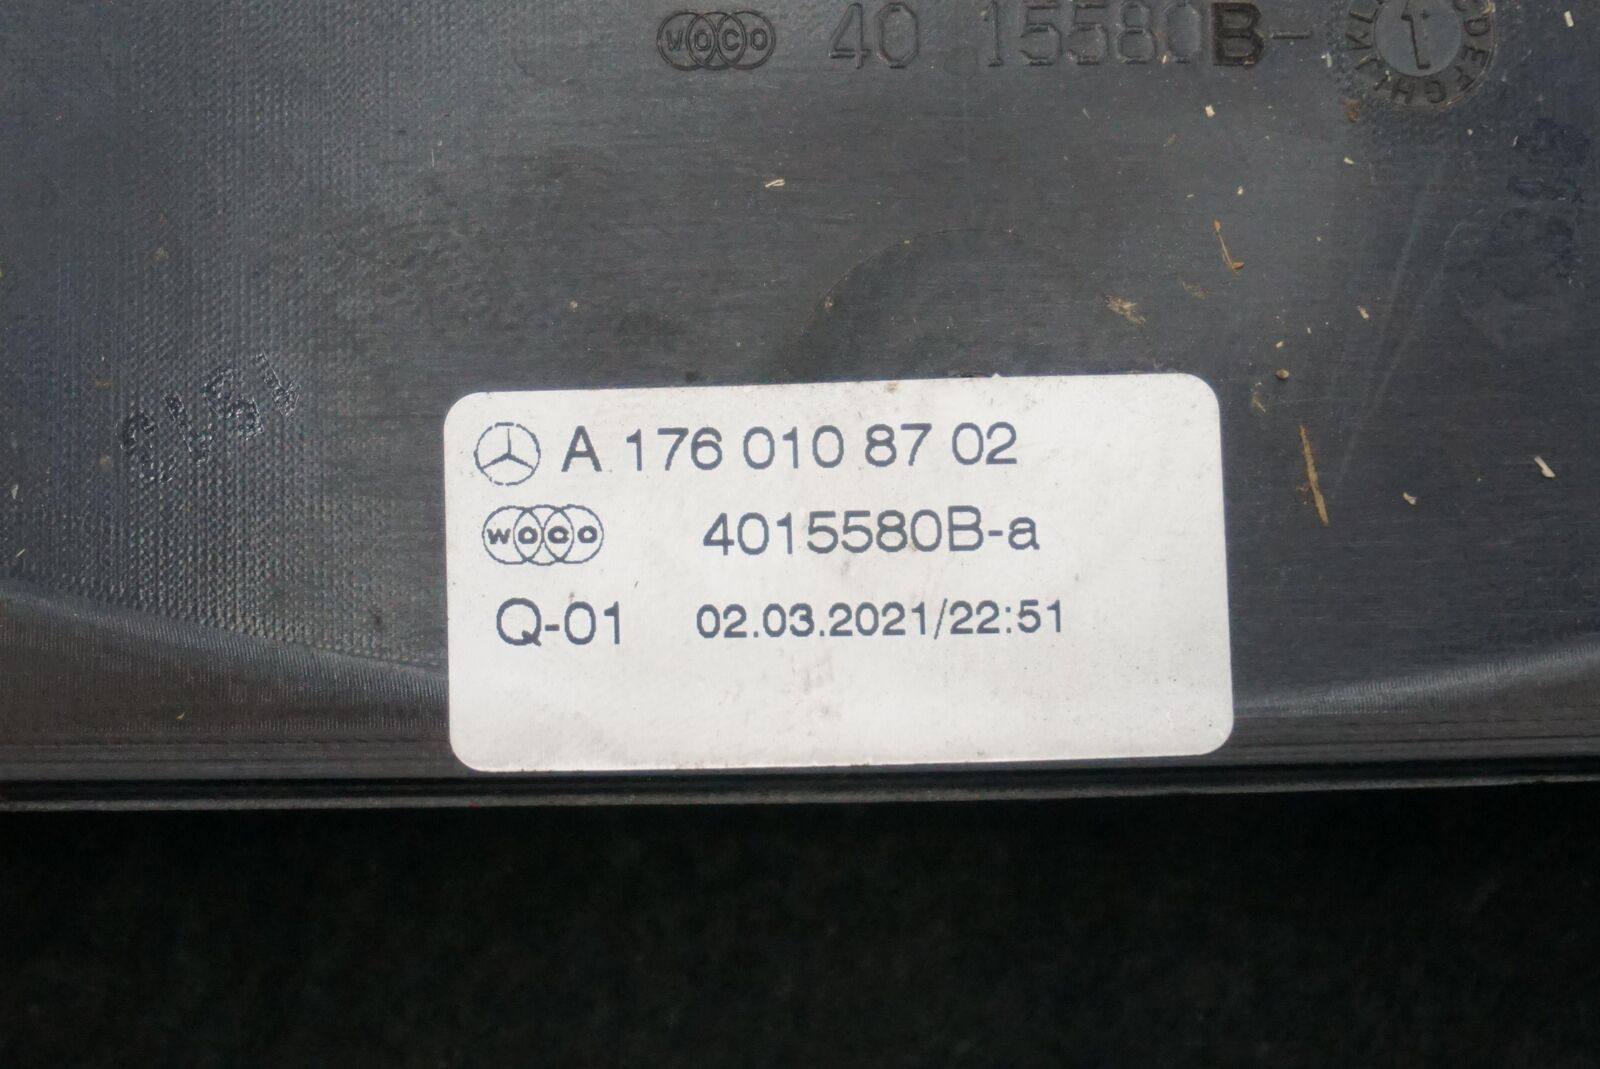 WOCO 40 15580B-
A 176 010 87 02
WOCO 4015580B-a
Q-01 02.03.2021/22:51